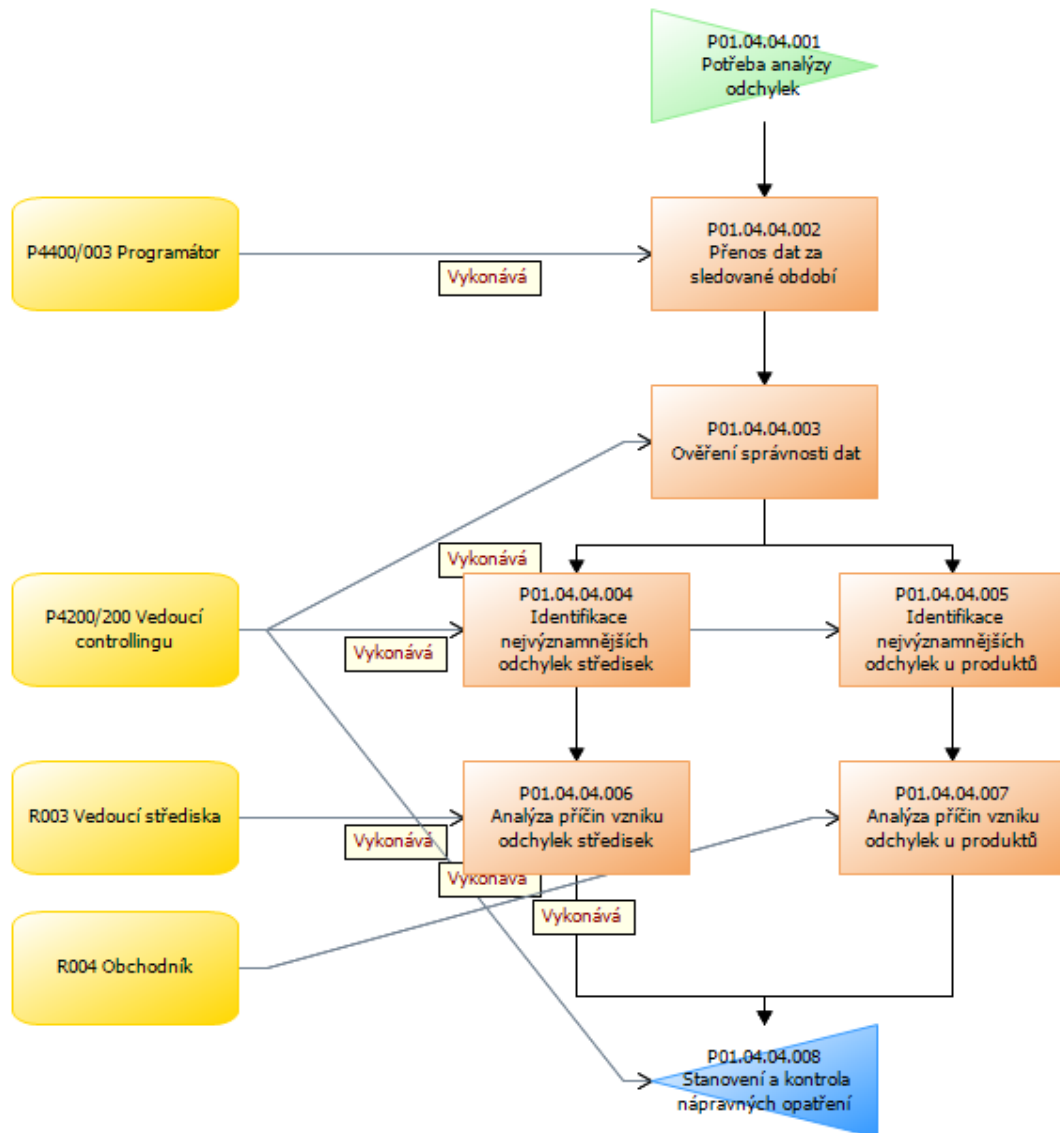 P01.04.04.001
Potřeba analýzy
odchylek
P4400/003 Programátor
Vykonává
P01.04.04.002
Přenos dat za
sledované období
P01.04.04.003
Ověření správnosti dat
Vykonává
P4200/200 Vedoucí
controllingu
Vykonává
P01.04.04.004
Identifikace
nejvýznamnějších
odchylek středisek
P01.04.04.005
Identifikace
nejvýznamnějších
odchylek u produktů
R003 Vedoucí střediska
Vykonává
P01.04.04.006
Analýza příčin vzniku
odchylek středisek
P01.04.04.007
Analýza příčin vzniku
odchylek u produktů
Vykonává
Vykonává
R004 Obchodník
P01.04.04.008
Stanovení a kontrola
nápravných opatření